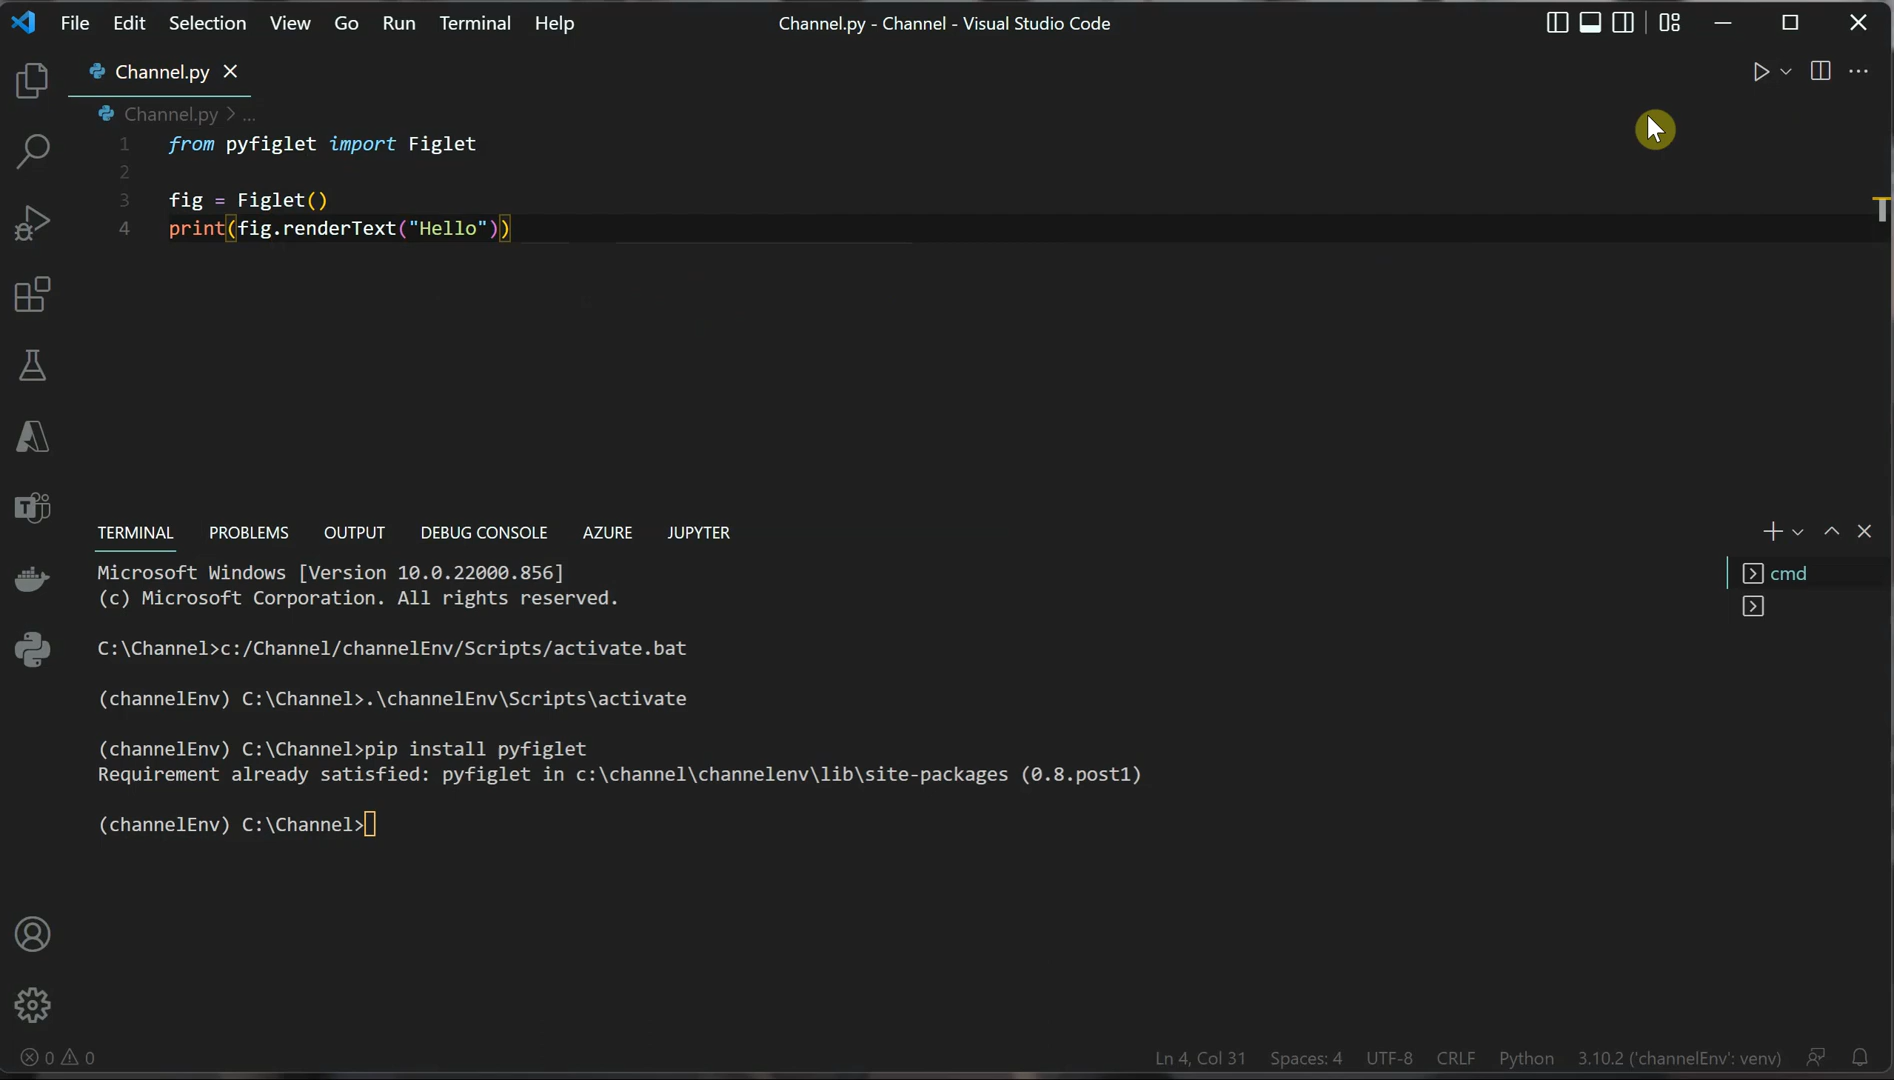 File Edit Selection View Go Run Terminal Help Channel.py - Channel - Visual Studio Code
Channel.py
Channel.py > ...
1 from pyfiglet import Figlet
2
3 fig = Figlet()
4 print(fig.renderText("Hello"))
TERMINAL PROBLEMS OUTPUT DEBUG CONSOLE AZURE JUPYTER
Microsoft Windows [Version 10.0.22000.856]
cmd
(c) Microsoft Corporation. All rights reserved.
C:\Channel>c:/Channel/channelEnv/Scripts/activate.bat
(channelEnv) C:\Channel>.\channelEnv\Scripts\activate
(channelEnv) C:\Channel>pip install pyfiglet
Requirement already satisfied: pyfiglet in c:\channel\channelenv\lib\site-packages (0.8.post1)
(channelEnv) C:\Channel>
0 0 Ln 4, Col 31 Spaces: 4 UTF-8 CRLF Python 3.10.2 ('channelEnv': venv)